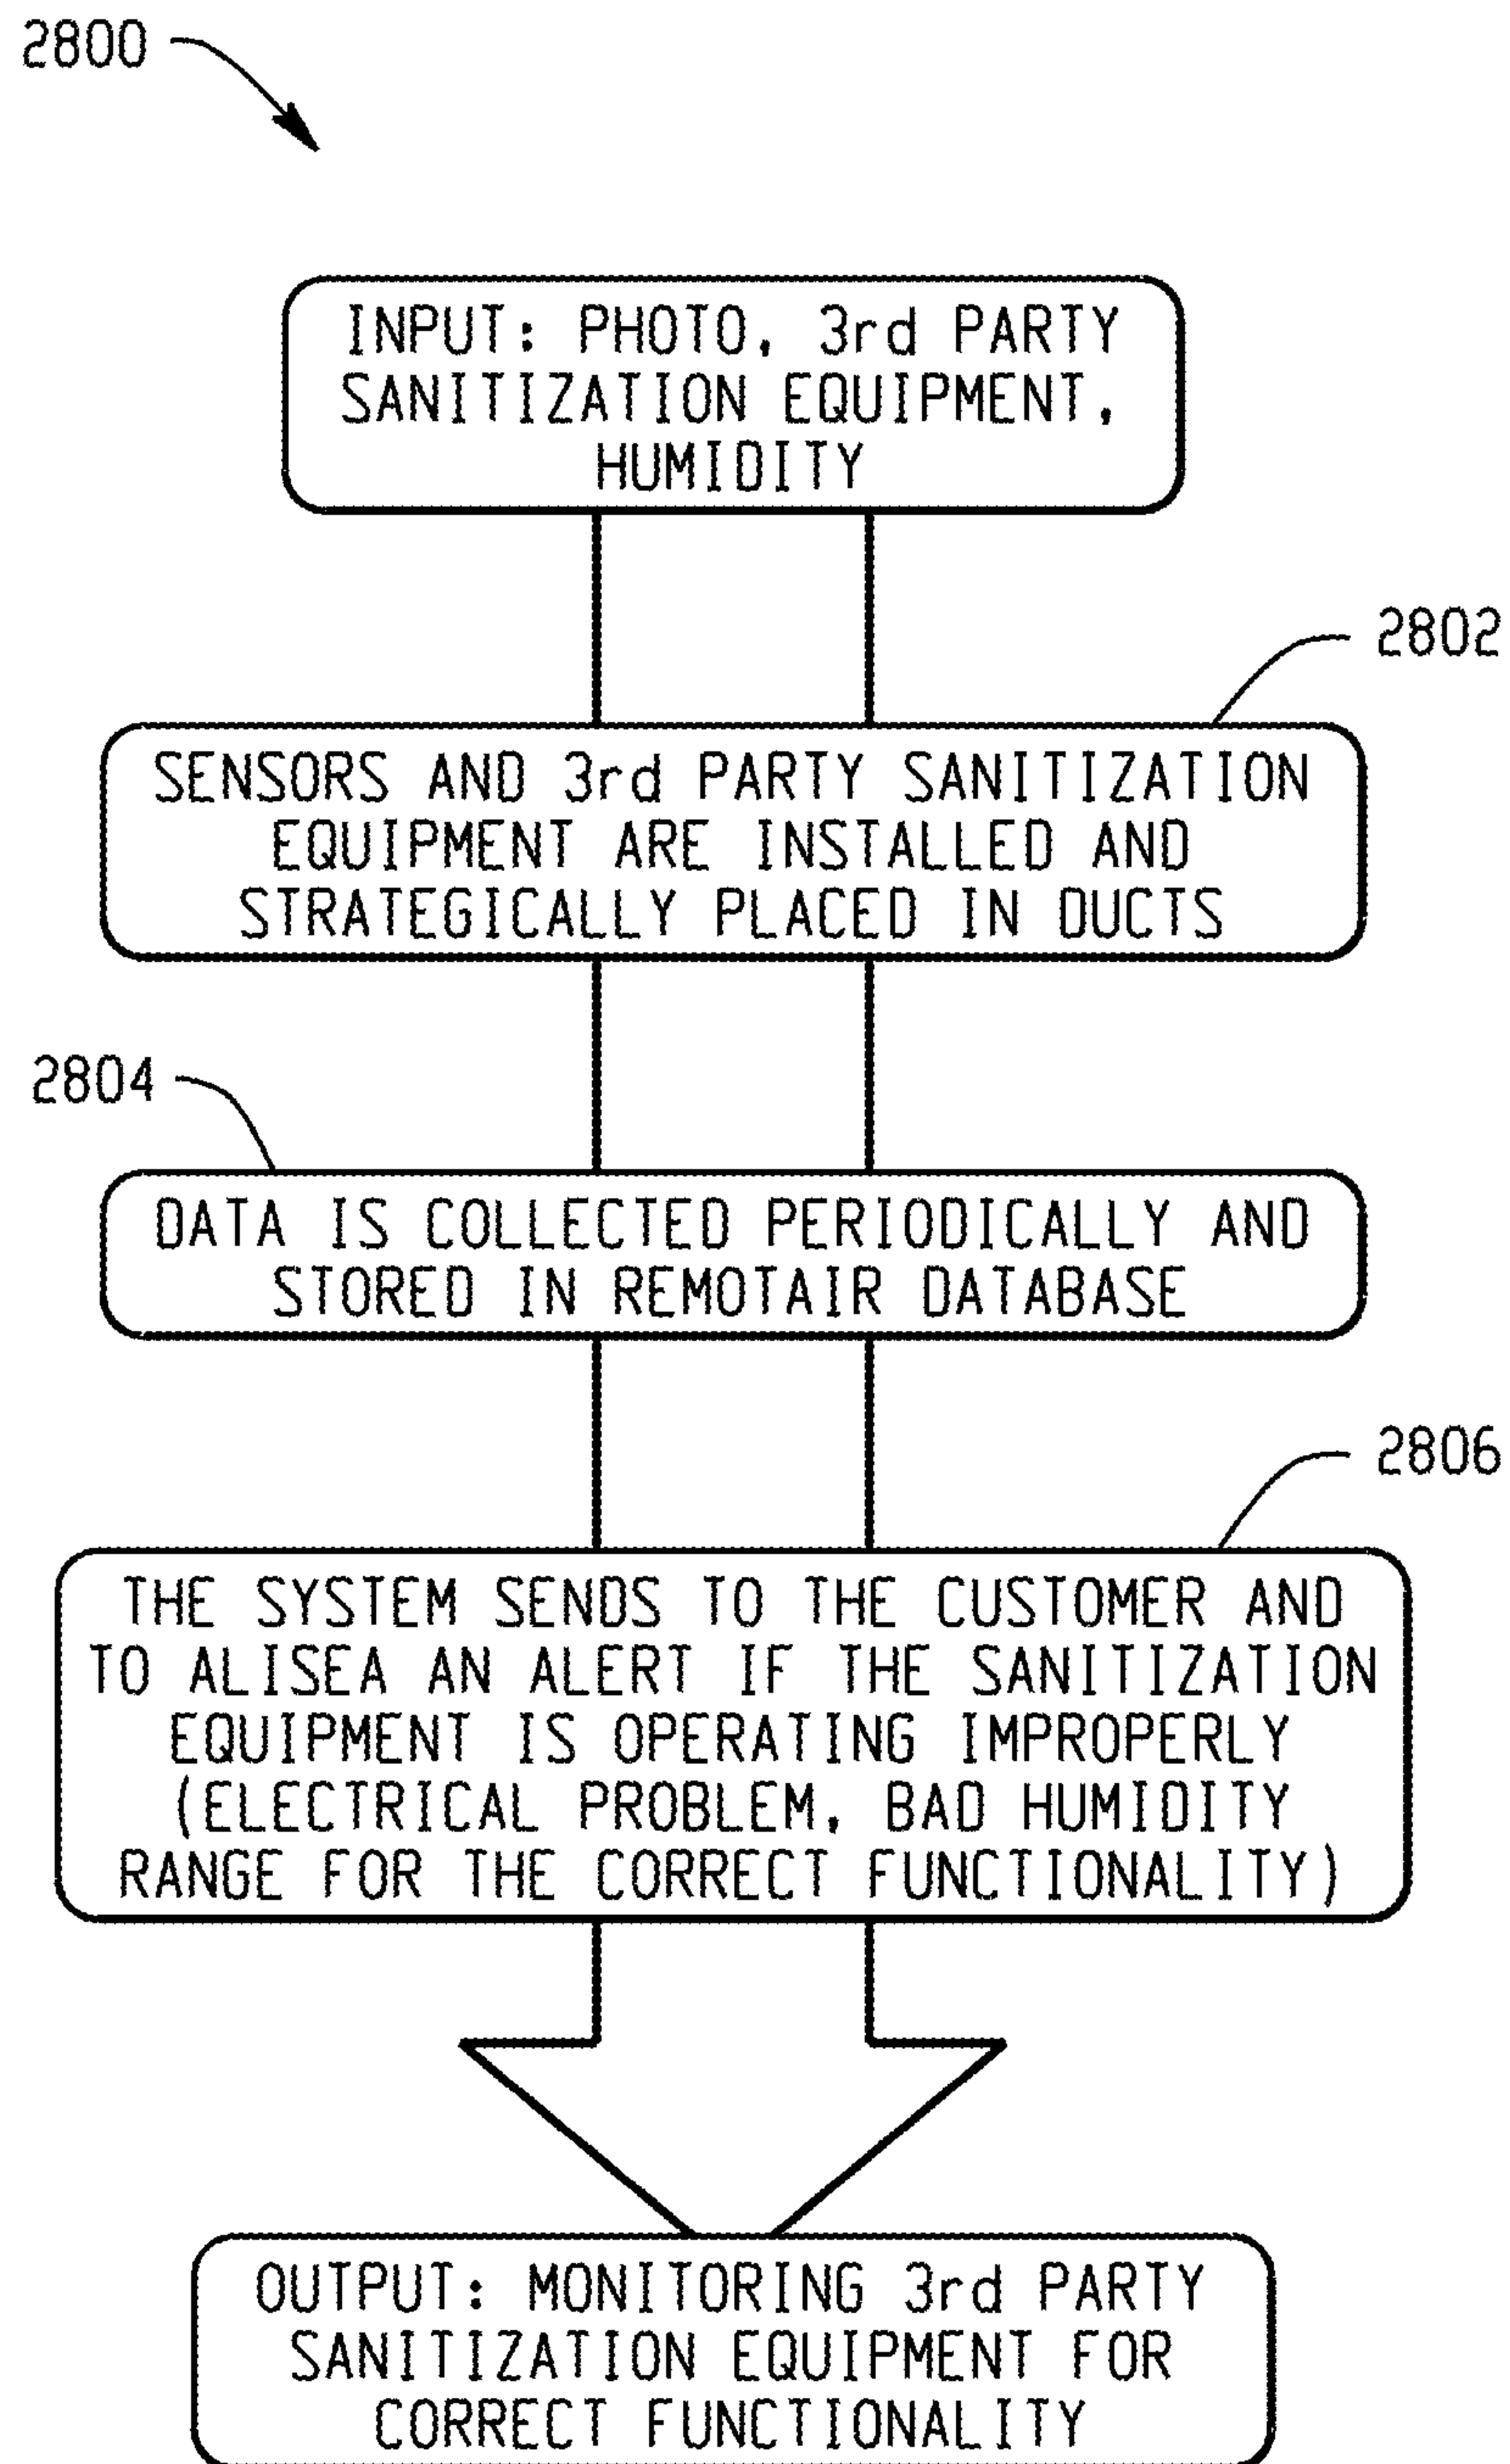 2800
INPUT: PHOTO, 3rd PARTY
SANITIZATION EQUIPMENT,
HUMIDITY
2802
SENSORS AND 3rd PARTY SANITIZATION
EQUIPMENT ARE INSTALLED AND
STRATEGICALLY PLACED IN DUCTS
2804
DATA IS COLLECTED PERIODICALLY AND
STORED IN REMOTAIR DATABASE
2806
THE SYSTEM SENDS TO THE CUSTOMER AND
TO ALISEA AN ALERT IF THE SANITIZATION
EQUIPMENT IS OPERATING IMPROPERLY
(ELECTRICAL PROBLEM, BAD HUMIDITY
RANGE FOR THE CORRECT FUNCTIONALITY)
OUTPUT: MONITORING 3rd PARTY
SANITIZATION EQUIPMENT FOR
CORRECT FUNCTIONALITY